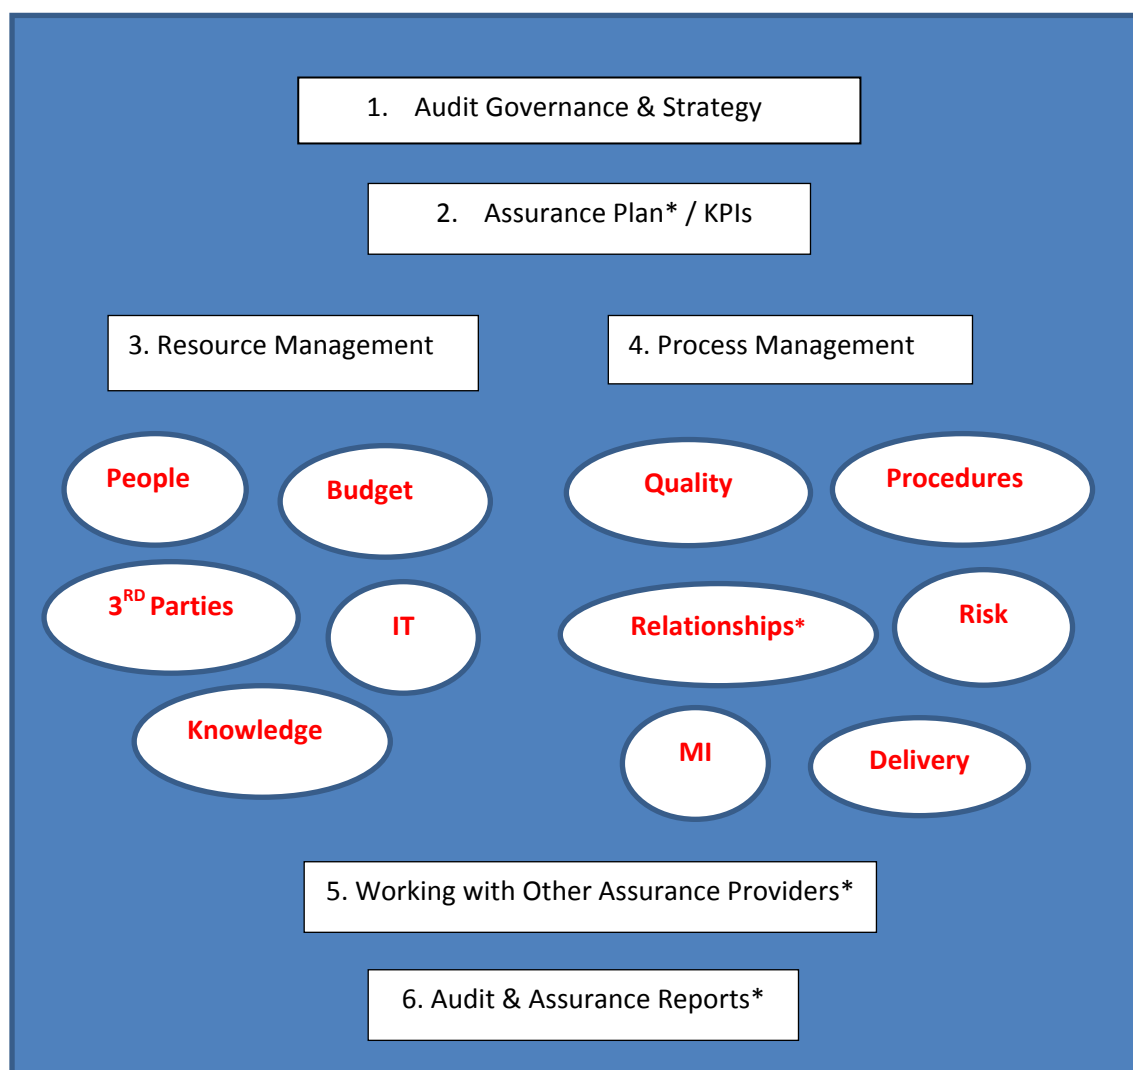 1. Audit Governance & Strategy
2. Assurance Plan* / KPIs
3. Resource Management
4. Process Management
People
Budget
Quality
Procedures
3RD Parties
IT
Relationships*
Risk
Knowledge
MI
Delivery
5. Working with Other Assurance Providers*
6. Audit & Assurance Reports*